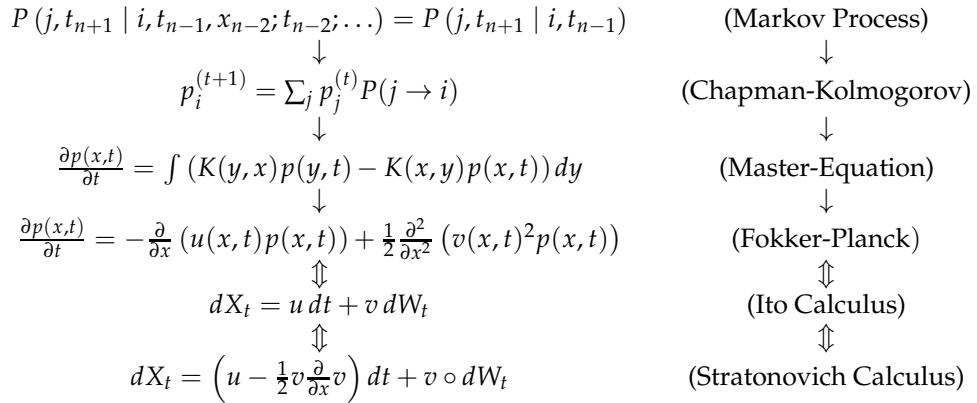 P (j, t_{n+1} | i, t_{n−1}, x_{n−2}; t_{n−2}; …) = P (j, t_{n+1} | i, t_{n−1}) (Markov Process)
↓ ↓
p_i^{(t+1)} = ∑_j p_j^{(t)} P(j → i) (Chapman-Kolmogorov)
↓ ↓
∂p(x,t)/∂t = ∫ (K(y, x)p(y, t) − K(x, y)p(x, t)) dy (Master-Equation)
↓ ↓
∂p(x,t)/∂t = −∂/∂x (u(x, t)p(x, t)) + 1/2 ∂²/∂x² (v(x, t)²p(x, t)) (Fokker-Planck)
⇕ ⇕
dX_t = u dt + v dW_t (Ito Calculus)
⇕ ⇕
dX_t = (u − 1/2 v ∂/∂x v) dt + v ∘ dW_t (Stratonovich Calculus)